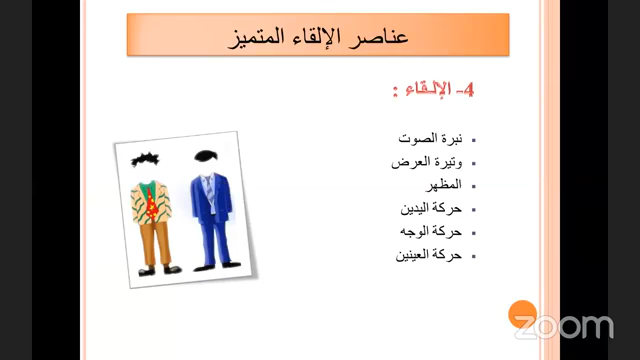 عناصر الإلقاء المتميز
4- الإلقاء :
نبرة الصوت
وتيرة العرض
المظهر
حركة اليدين
حركة الوجه
حركة العينين
zoom